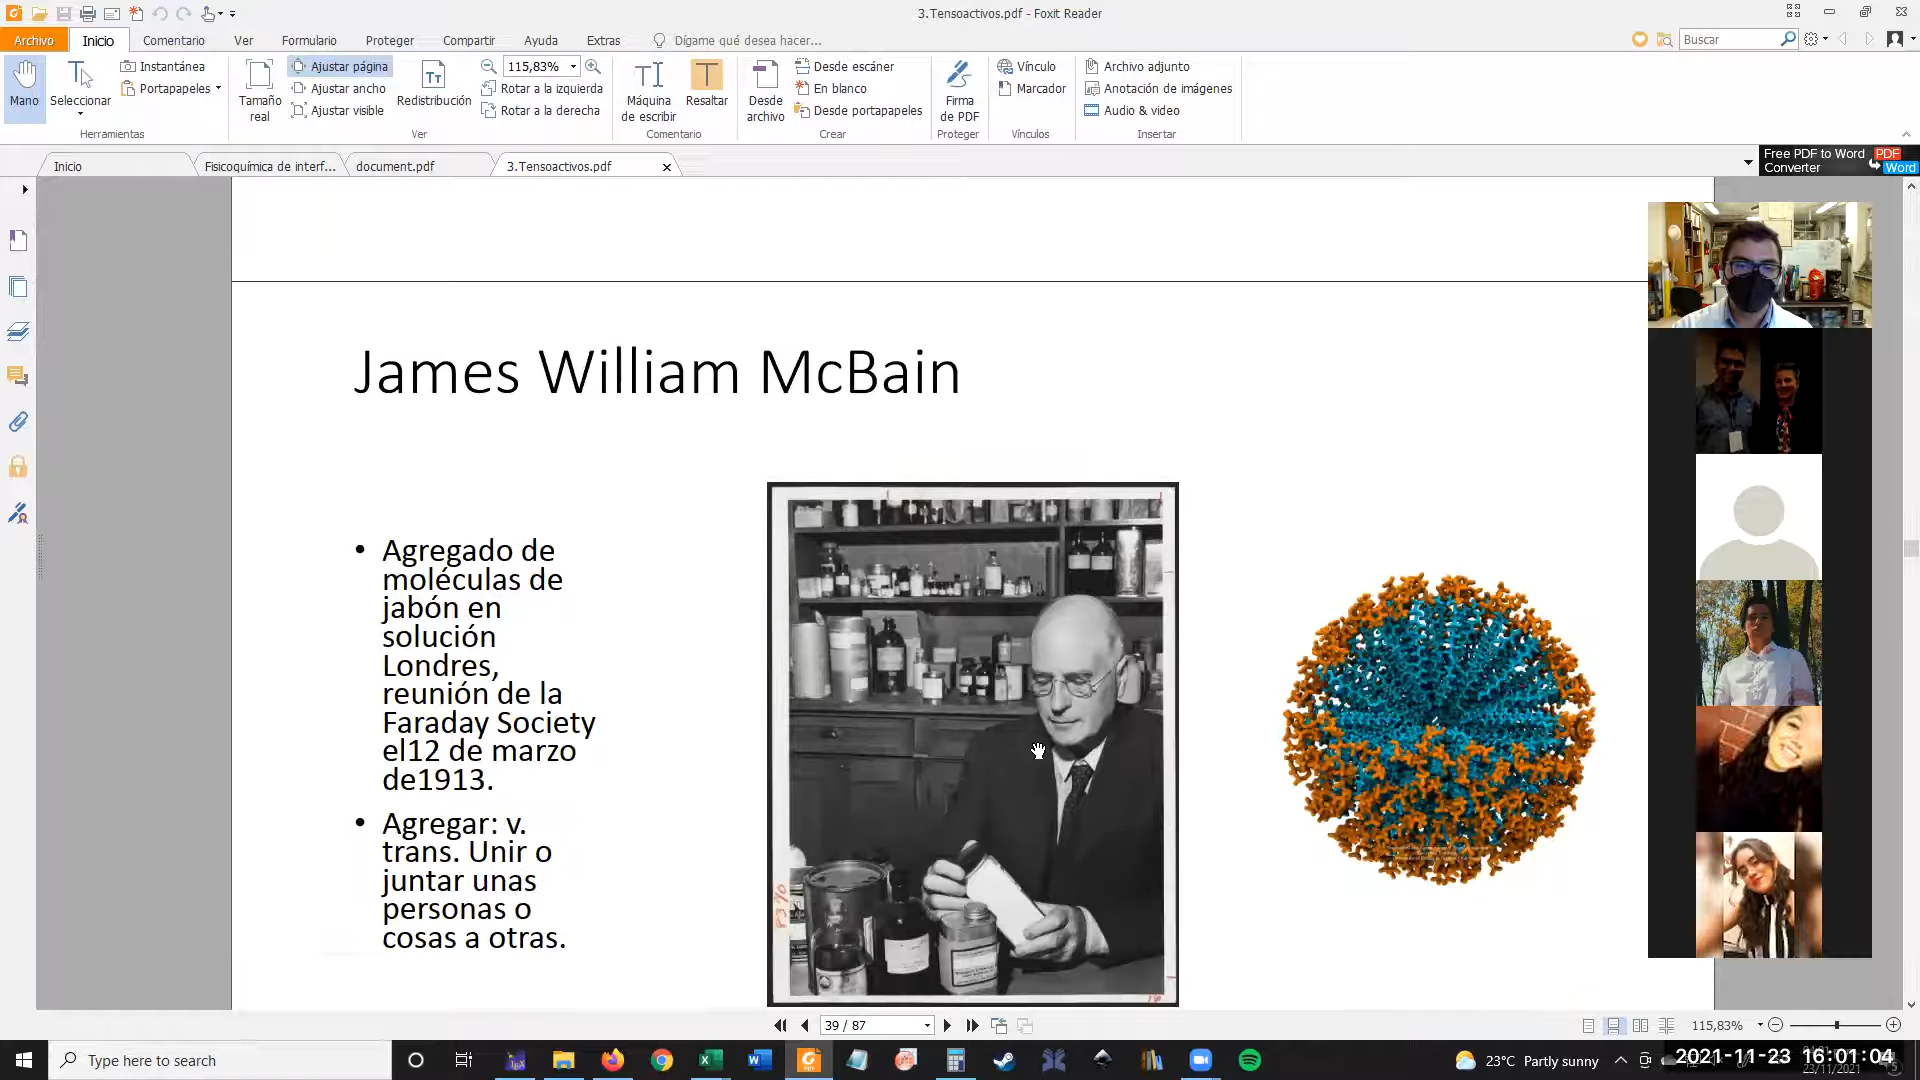 3.Tensoactivos.pdf - Foxit Reader
Archivo Inicio Comentario Ver Formulario Proteger Compartir Ayuda Extras Dígame qué desea hacer... Buscar
Mano
Seleccionar
Instantánea
Portapapeles
Herramientas
Tamaño
real
Ajustar página
Ajustar ancho
Ajustar visible
Redistribución
115,83%
Rotar a la izquierda
Rotar a la derecha
Ver
Máquina
de escribir
Resaltar
Comentario
Desde
archivo
Desde escáner
En blanco
Desde portapapeles
Crear
Firma
de PDF
Proteger
Vínculo
Marcador
Vínculos
Archivo adjunto
Anotación de imágenes
Audio & video
Insertar
Inicio Fisicoquímica de interf... document.pdf 3.Tensoactivos.pdf
Free PDF to Word PDF
Converter Word
James William McBain
• Agregado de
moléculas de
jabón en
solución
Londres,
reunión de la
Faraday Society
el12 de marzo
de1913.
• Agregar: v.
trans. Unir o
juntar unas
personas o
cosas a otras.
39 / 87
115,83%
Type here to search
23°C Partly sunny
2021-11-23 16:01:04
23/11/2021